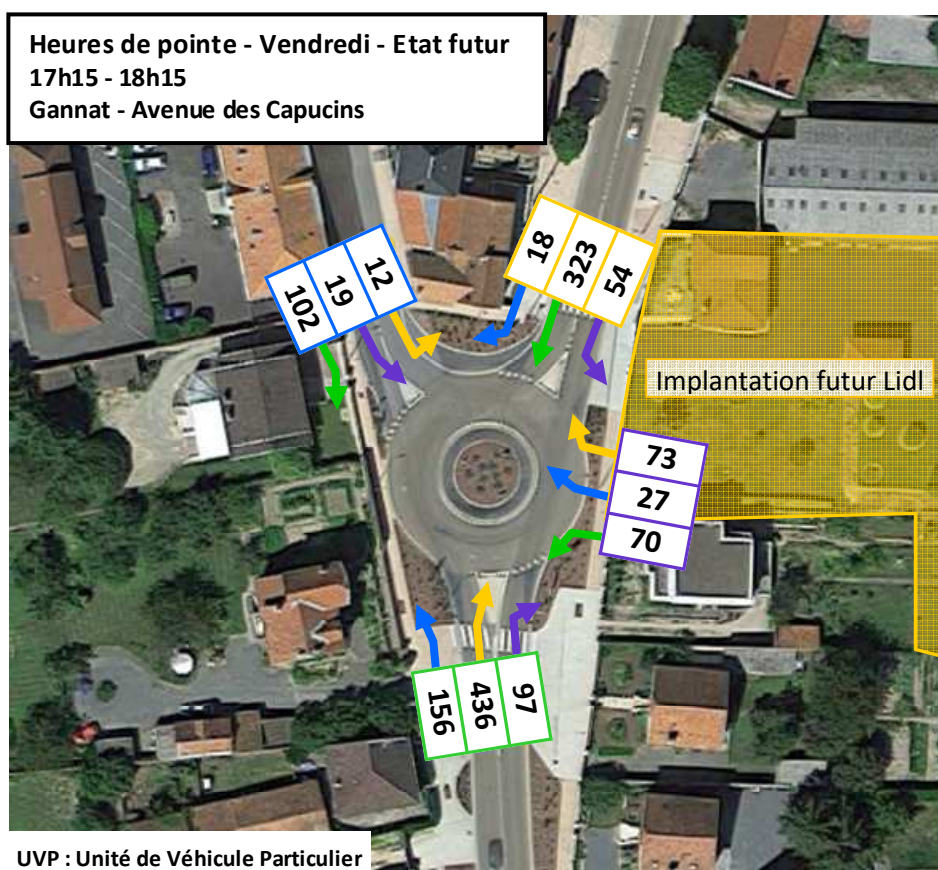 Heures de pointe - Vendredi - Etat futur
17h15 - 18h15
Gannat - Avenue des Capucins
18
323
54
12
19
102
Implantation futur Lidl
73
27
70
156
436
97
UVP : Unité de Véhicule Particulier